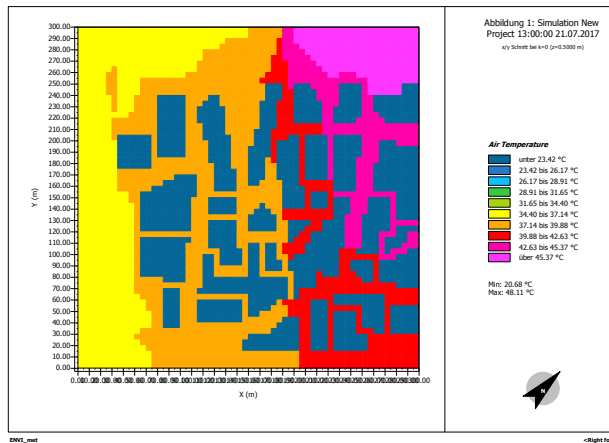 Abbildung 1: Simulation New
Project 13:00:00 21.07.2017
x/y Schnitt bei k=0 (z=0.5000 m)
Air Temperature
unter 23.42 °C
23.42 bis 26.17 °C
26.17 bis 28.91 °C
28.91 bis 31.65 °C
31.65 bis 34.40 °C
34.40 bis 37.14 °C
37.14 bis 39.88 °C
39.88 bis 42.63 °C
42.63 bis 45.37 °C
über 45.37 °C
Min: 20.68 °C
Max: 48.11 °C
N
Y (m)
300.00
290.00
280.00
270.00
260.00
250.00
240.00
230.00
220.00
210.00
200.00
190.00
180.00
170.00
160.00
150.00
140.00
130.00
120.00
110.00
100.00
90.00
80.00
70.00
60.00
50.00
40.00
30.00
20.00
10.00
0.00
X (m)
ENVI_met
<Right fo